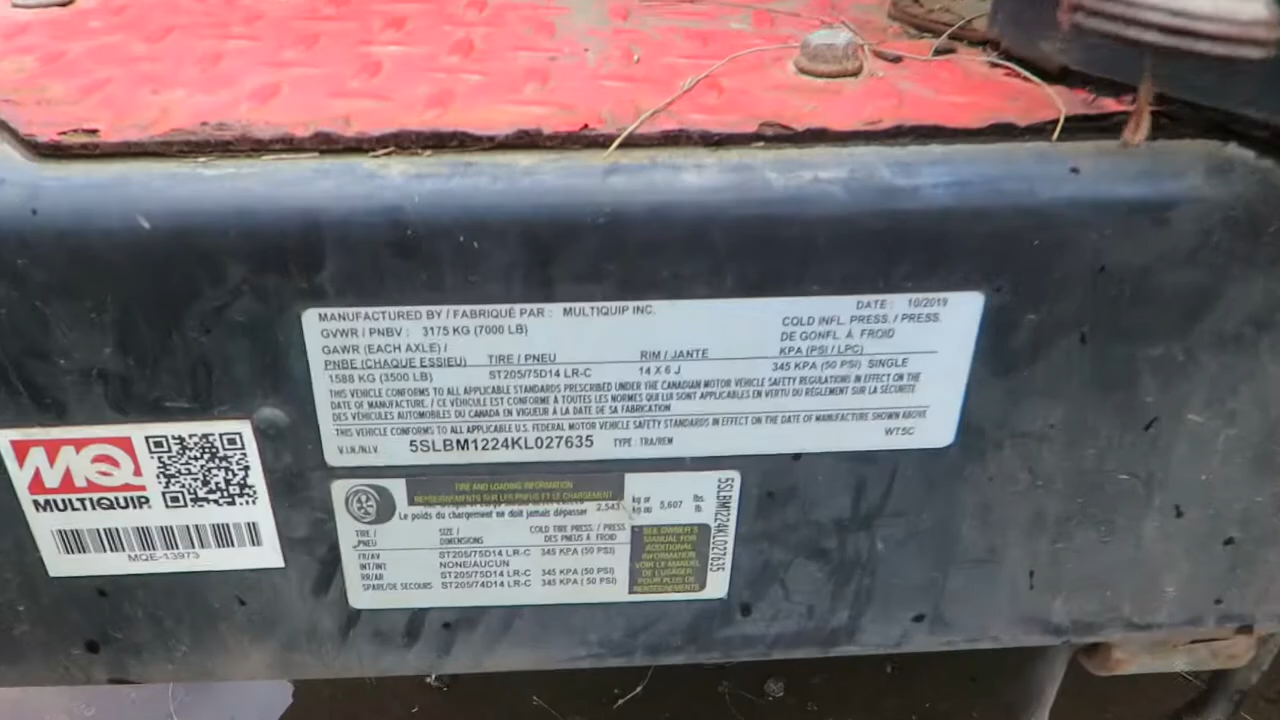 MANUFACTURED BY / FABRIQUÉ PAR : MULTIQUIP INC. DATE : 10/2019
GVWR / PNBV : 3175 KG (7000 LB) COLD INFL. PRESS. / PRESS.
DE GONFL. À FROID
GAWR (EACH AXLE) /
PNBE (CHAQUE ESSIEU) TIRE / PNEU RIM / JANTE KPA (PSI / LPC)
1588 KG (3500 LB) ST205/75D14 LR-C 14 X 6 J 345 KPA (50 PSI) SINGLE
THIS VEHICLE CONFORMS TO ALL APPLICABLE STANDARDS PRESCRIBED UNDER THE CANADIAN MOTOR VEHICLE SAFETY REGULATIONS IN EFFECT ON THE
DATE OF MANUFACTURE. / CE VÉHICULE EST CONFORME À TOUTES LES NORMES QUI LUI SONT APPLICABLES EN VERTU DU RÈGLEMENT SUR LA SÉCURITÉ
DES VÉHICULES AUTOMOBILES DU CANADA EN VIGUEUR À LA DATE DE SA FABRICATION
THIS VEHICLE CONFORMS TO ALL APPLICABLE U.S. FEDERAL MOTOR VEHICLE SAFETY STANDARDS IN EFFECT ON THE DATE OF MANUFACTURE SHOWN ABOVE
V.I.N./N.I.V. 5SLBM1224KL027635 TYPE : TRA/REM WT5C
MQ
MULTIQUIP
MQE-13973
TIRE AND LOADING INFORMATION
RENSEIGNEMENTS SUR LES PNEUS ET LE CHARGEMENT
Le poids du chargement ne doit jamais dépasser 2,543 kg or kg ou 5,607 lbs. lb.
TIRE / PNEU SIZE / DIMENSIONS COLD TIRE PRESS. / PRESS. DES PNEUS À FROID
FR/AV ST205/75D14 LR-C 345 KPA (50 PSI)
INT/INT NONE/AUCUN
RR/AR ST205/75D14 LR-C 345 KPA (50 PSI)
SPARE/DE SECOURS ST205/74D14 LR-C 345 KPA ( 50 PSI)
SEE OWNER'S
MANUAL FOR
ADDITIONAL
INFORMATION
VOIR LE MANUEL
DE L'USAGER
POUR PLUS DE
RENSEIGNEMENTS
5SLBM1224KL027635